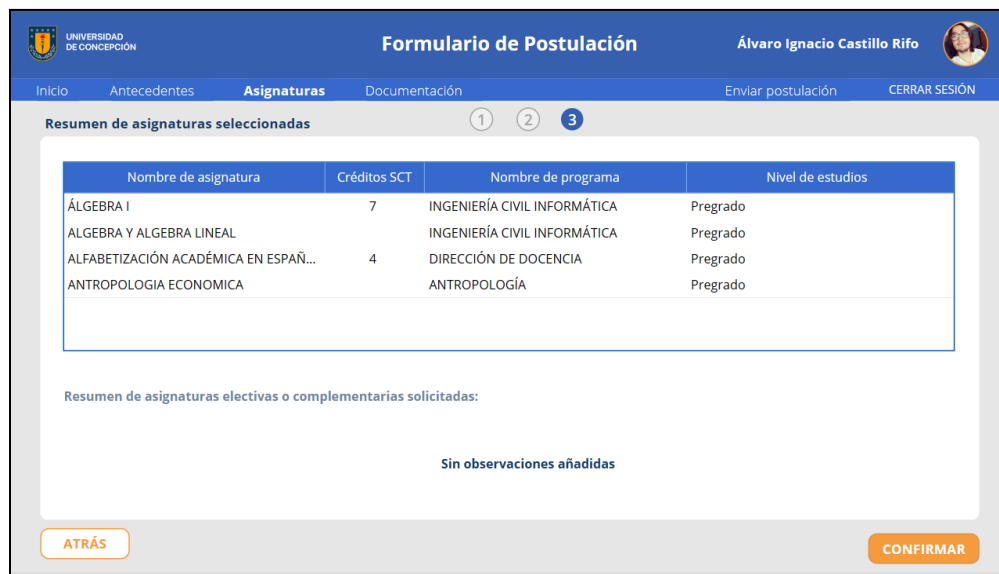 UNIVERSIDAD
DE CONCEPCIÓN
Formulario de Postulación
Álvaro Ignacio Castillo Rifo
Inicio Antecedentes Asignaturas Documentación Enviar postulación CERRAR SESIÓN
Resumen de asignaturas seleccionadas 1 2 3
Nombre de asignatura Créditos SCT Nombre de programa Nivel de estudios
ÁLGEBRA I 7 INGENIERÍA CIVIL INFORMÁTICA Pregrado
ALGEBRA Y ALGEBRA LINEAL INGENIERÍA CIVIL INFORMÁTICA Pregrado
ALFABETIZACIÓN ACADÉMICA EN ESPAÑ... 4 DIRECCIÓN DE DOCENCIA Pregrado
ANTROPOLOGIA ECONOMICA ANTROPOLOGÍA Pregrado
Resumen de asignaturas electivas o complementarias solicitadas:
Sin observaciones añadidas
ATRÁS CONFIRMAR